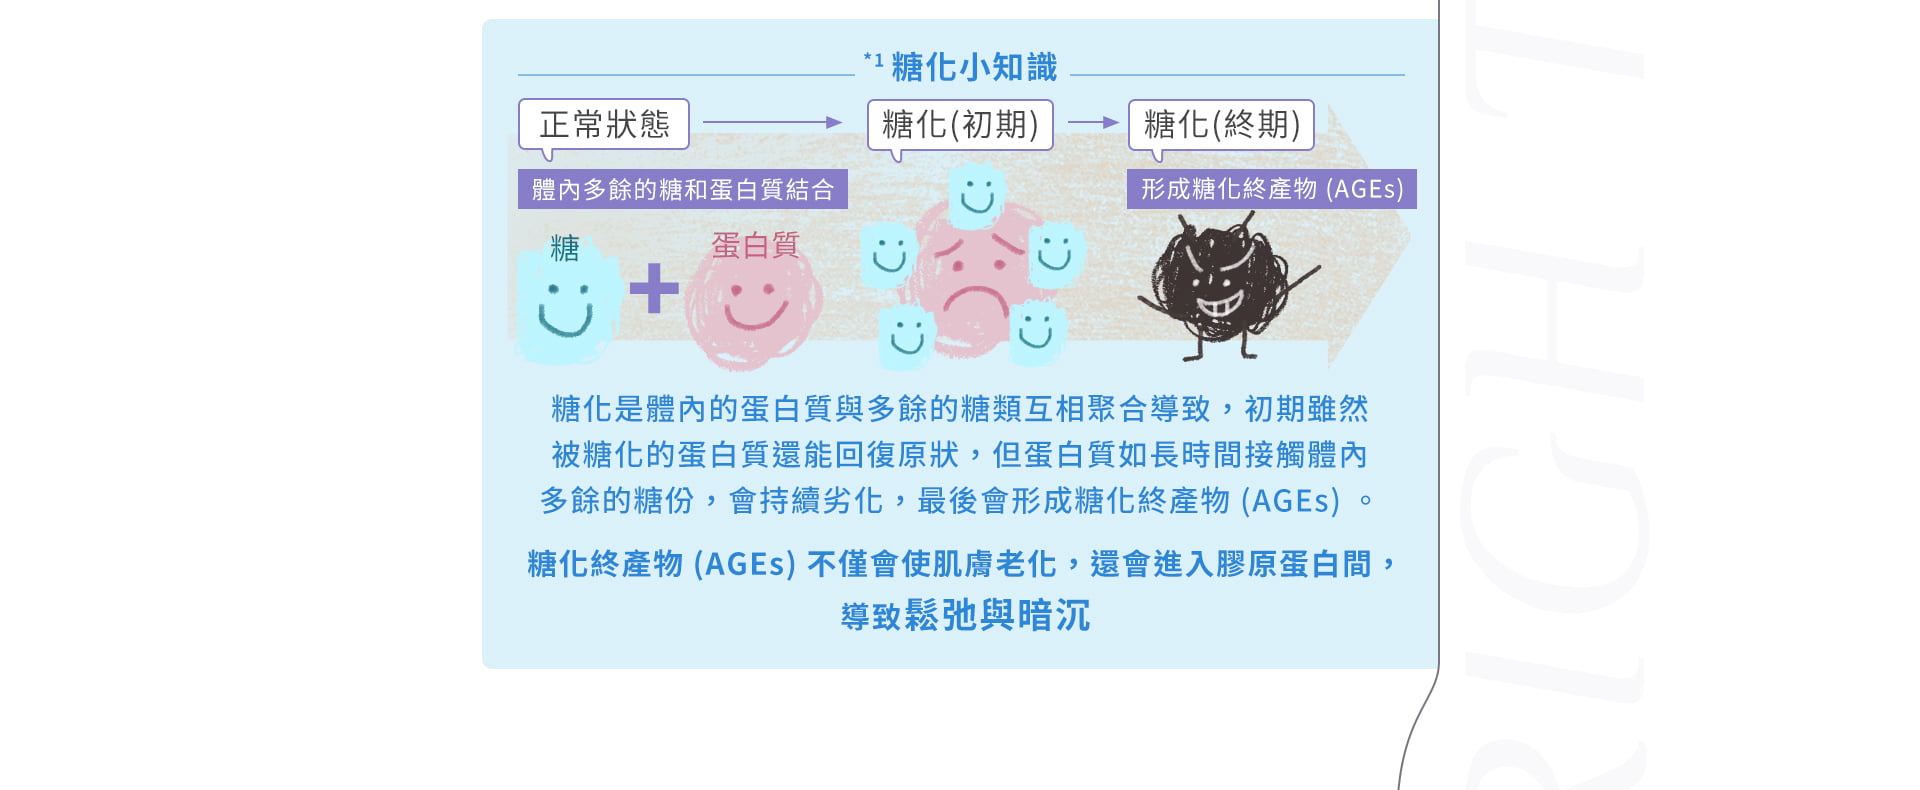 *1 糖化小知識
正常狀態
糖化(初期)
糖化(終期)
體內多餘的糖和蛋白質結合
形成糖化終產物 (AGEs)
糖
蛋白質
糖化是體內的蛋白質與多餘的糖類互相聚合導致，初期雖然
被糖化的蛋白質還能回復原狀，但蛋白質如長時間接觸體內
多餘的糖份，會持續劣化，最後會形成糖化終產物 (AGEs) 。
糖化終產物 (AGEs) 不僅會使肌膚老化，還會進入膠原蛋白間，
導致鬆弛與暗沉
RIGHT